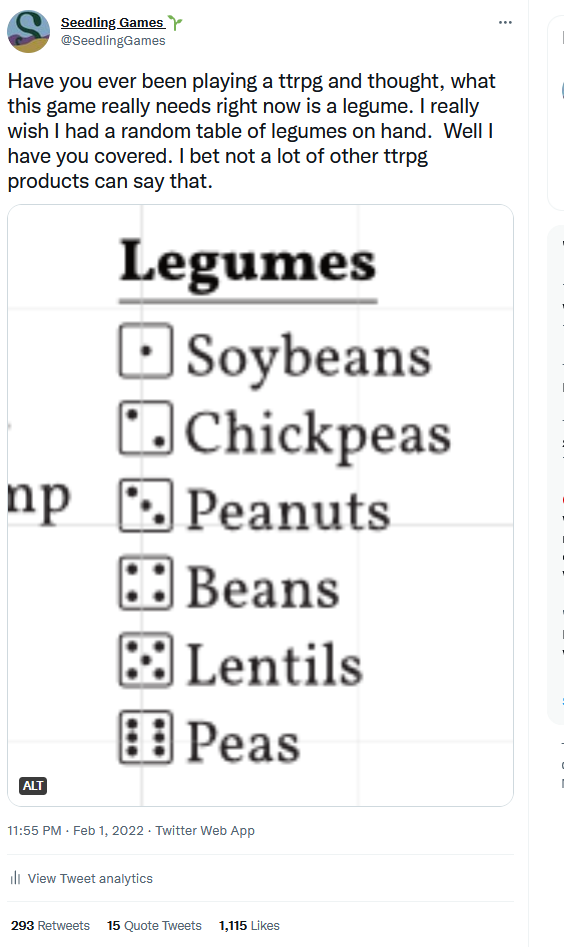 Seedling Games
@SeedlingGames
Have you ever been playing a ttrpg and thought, what
this game really needs right now is a legume. I really
wish I had a random table of legumes on hand.  Well I
have you covered. I bet not a lot of other ttrpg
products can say that.
Legumes
Soybeans
Chickpeas
mp
Peanuts
Beans
Lentils
Peas
ALT
11:55 PM · Feb 1, 2022 · Twitter Web App
View Tweet analytics
293 Retweets 15 Quote Tweets 1,115 Likes